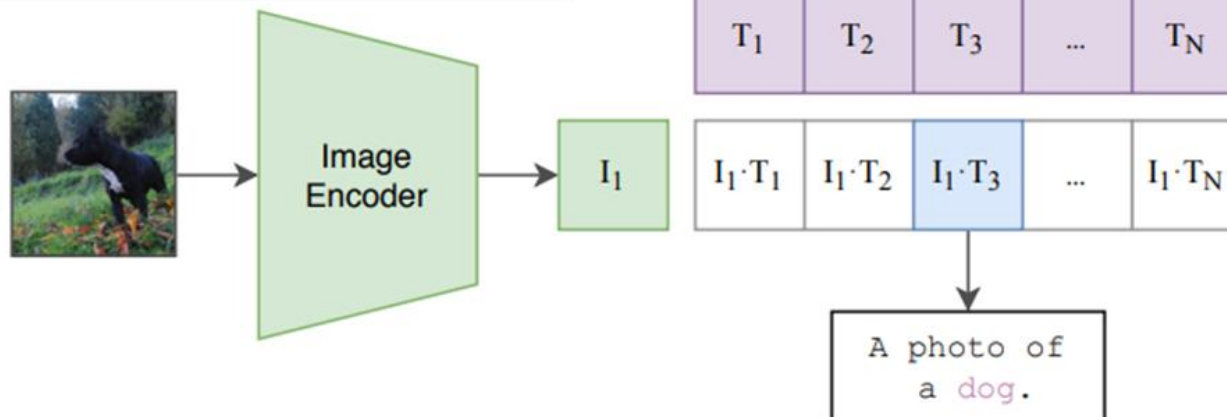 T1 T2 T3 ... TN
Image
Encoder
I1 I1·T1 I1·T2 I1·T3 ... I1·TN
A photo of
a dog.